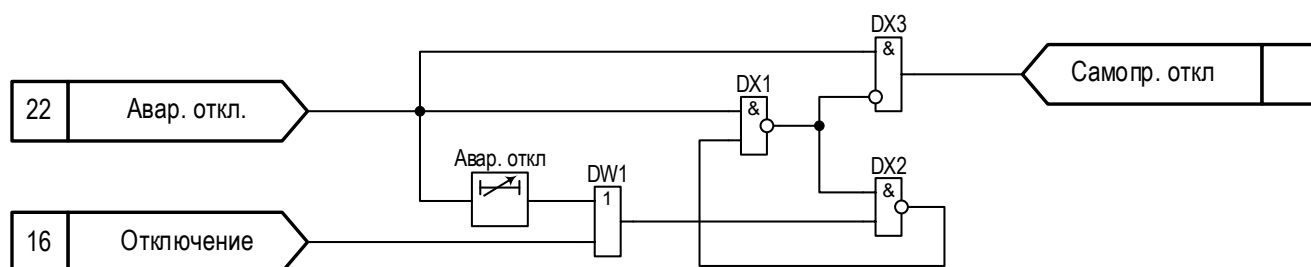 DX3
&
Самопр. откл
DX1
22
Авар. откл.
&
Авар. откл
DW1
DX2
1
&
16
Отключение